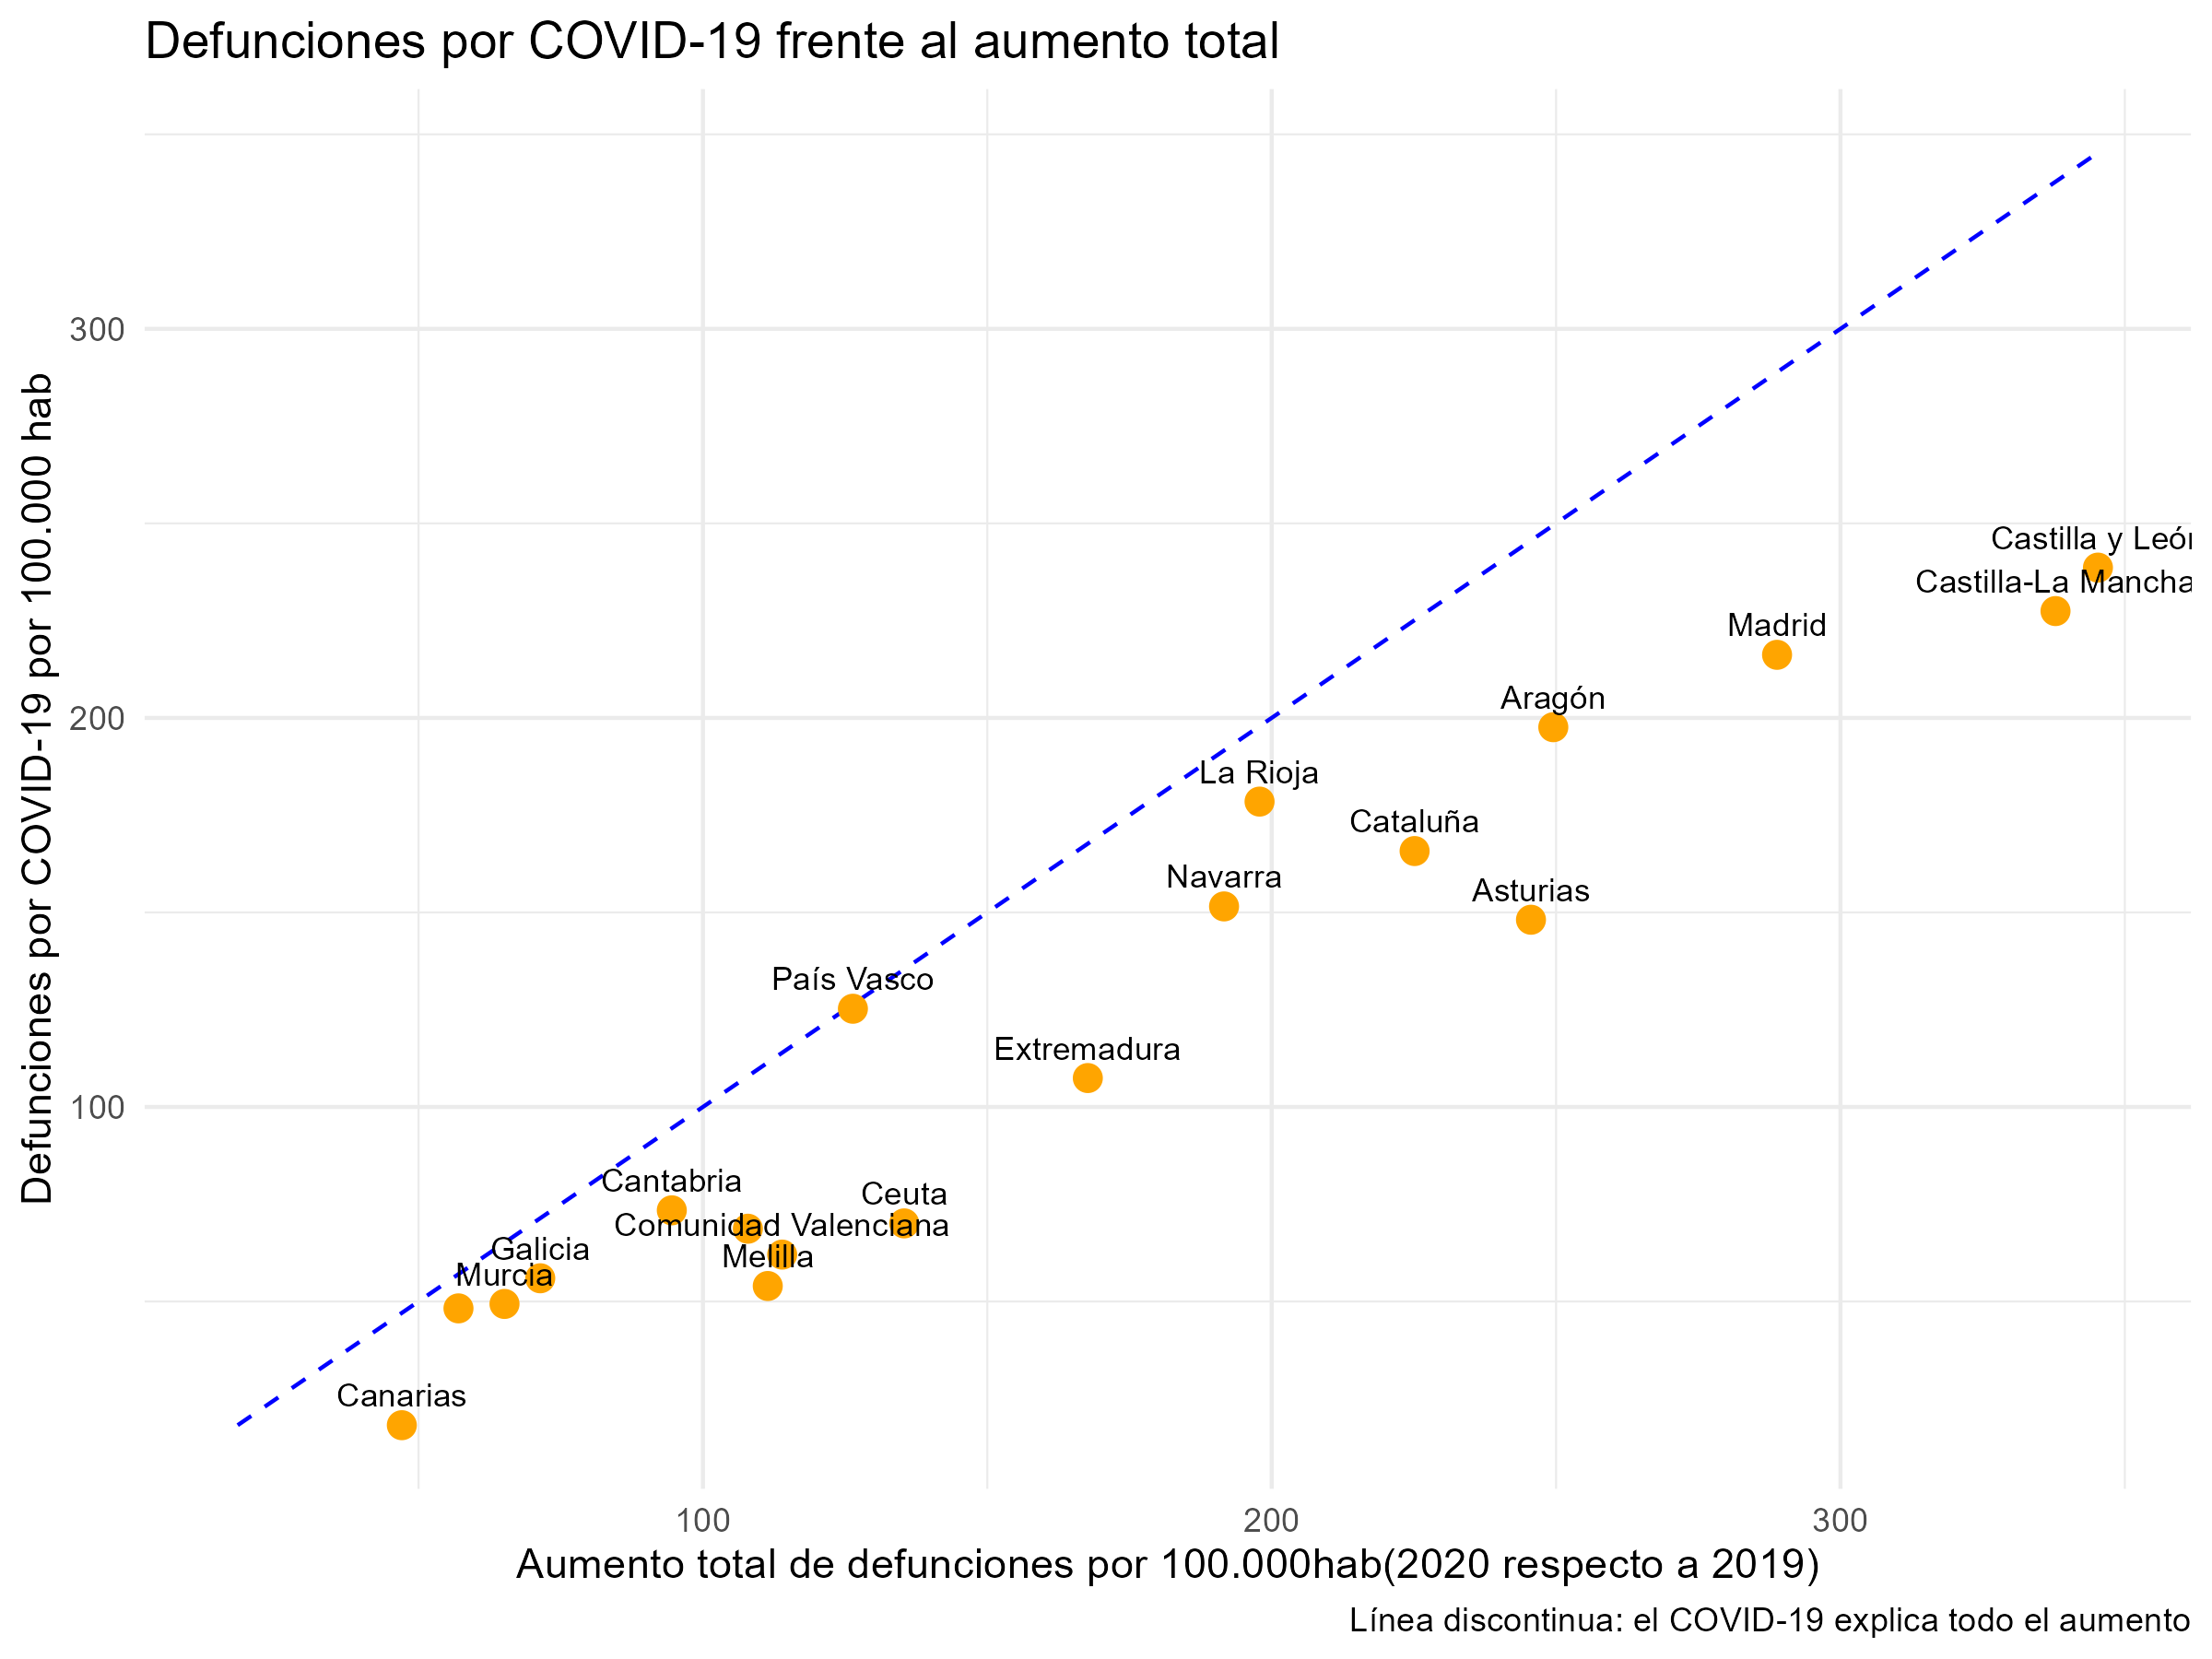 Defunciones por COVID-19 frente al aumento total
Defunciones por COVID-19 por 100.000 hab
300
200
100
Castilla y León
Castilla-La Mancha
Madrid
Aragón
La Rioja
Cataluña
Navarra
Asturias
País Vasco
Extremadura
Cantabria
Ceuta
Comunidad Valenciana
Melilla
Galicia
Murcia
Canarias
100 200 300
Aumento total de defunciones por 100.000hab(2020 respecto a 2019)
Línea discontinua: el COVID-19 explica todo el aumento